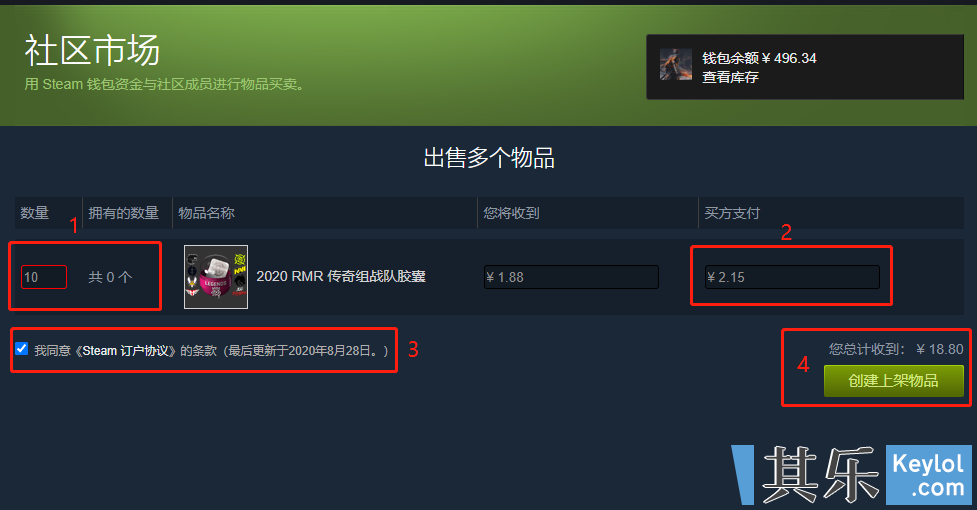 社区市场
用 Steam 钱包资金与社区成员进行物品买卖。
钱包余额 ¥ 496.34
查看库存
出售多个物品
数量 拥有的数量 物品名称 您将收到 买方支付
1
2
10 共 0 个 LEGENDS 2020 RMR 传奇组战队胶囊 ¥ 1.88 ¥ 2.15
我同意《Steam 订户协议》的条款（最后更新于2020年8月28日。）
3
您总计收到： ¥ 18.80
4
创建上架物品
其乐
Keylol
.com